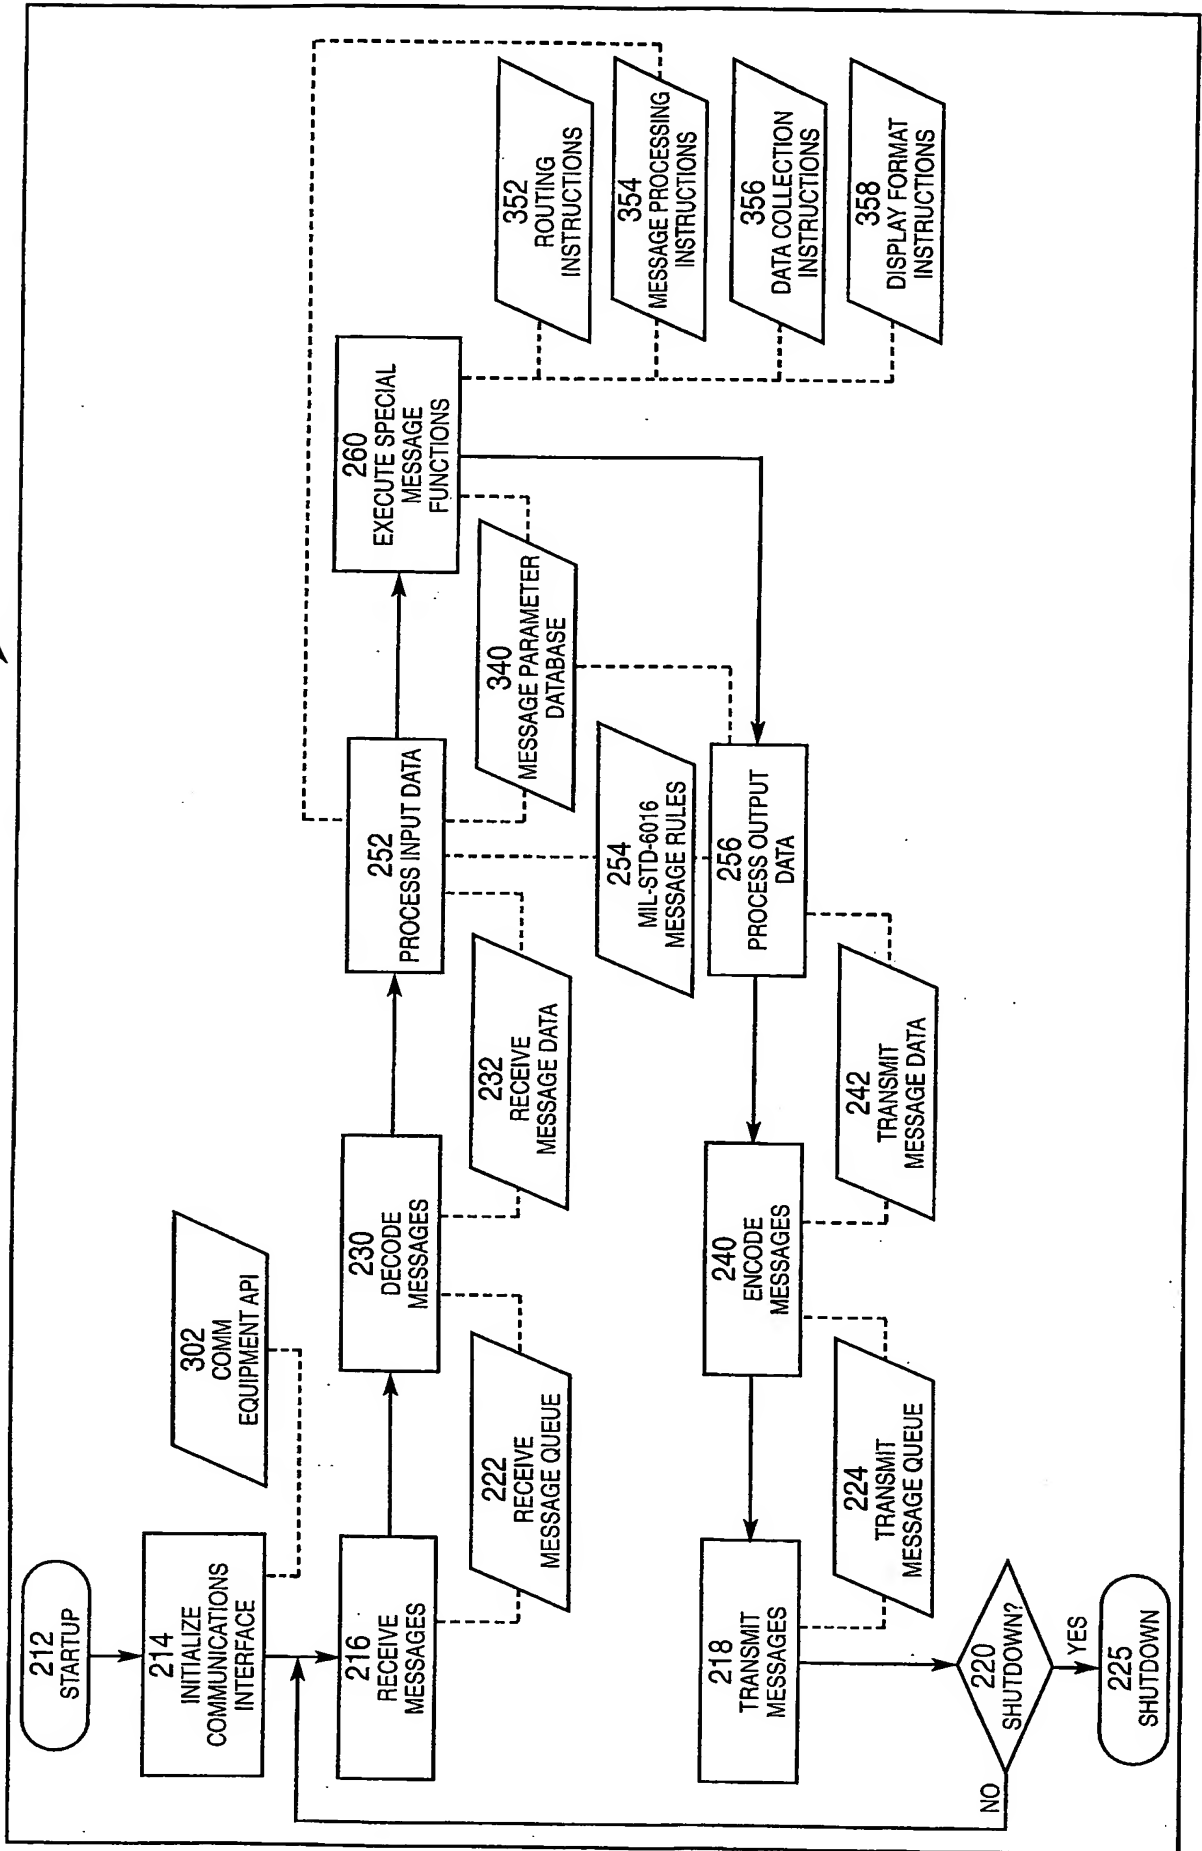 212
STARTUP
214
INITIALIZE
COMMUNICATIONS
INTERFACE
302
COMM
EQUIPMENT API
216
RECEIVE
MESSAGES
222
RECEIVE
MESSAGE QUEUE
230
DECODE
MESSAGES
232
RECEIVE
MESSAGE DATA
252
PROCESS INPUT DATA
340
MESSAGE PARAMETER
DATABASE
260
EXECUTE SPECIAL
MESSAGE
FUNCTIONS
352
ROUTING
INSTRUCTIONS
354
MESSAGE PROCESSING
INSTRUCTIONS
356
DATA COLLECTION
INSTRUCTIONS
358
DISPLAY FORMAT
INSTRUCTIONS
254
MIL-STD-6016
MESSAGE RULES
256
PROCESS OUTPUT
DATA
242
TRANSMIT
MESSAGE DATA
240
ENCODE
MESSAGES
224
TRANSMIT
MESSAGE QUEUE
218
TRANSMIT
MESSAGES
220
SHUTDOWN?
NO
YES
225
SHUTDOWN